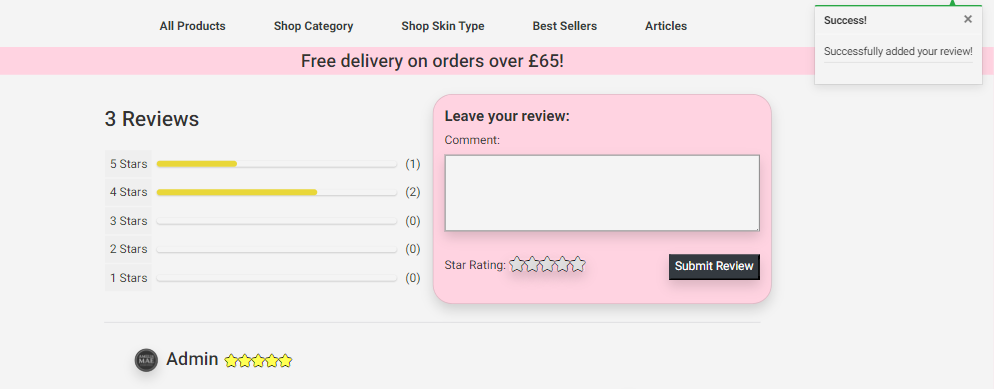 All Products Shop Category Shop Skin Type Best Sellers Articles
Success! ×
Successfully added your review!
Free delivery on orders over £65!
3 Reviews
5 Stars (1)
4 Stars (2)
3 Stars (0)
2 Stars (0)
1 Stars (0)
Leave your review:
Comment:
Star Rating:
Submit Review
Admin